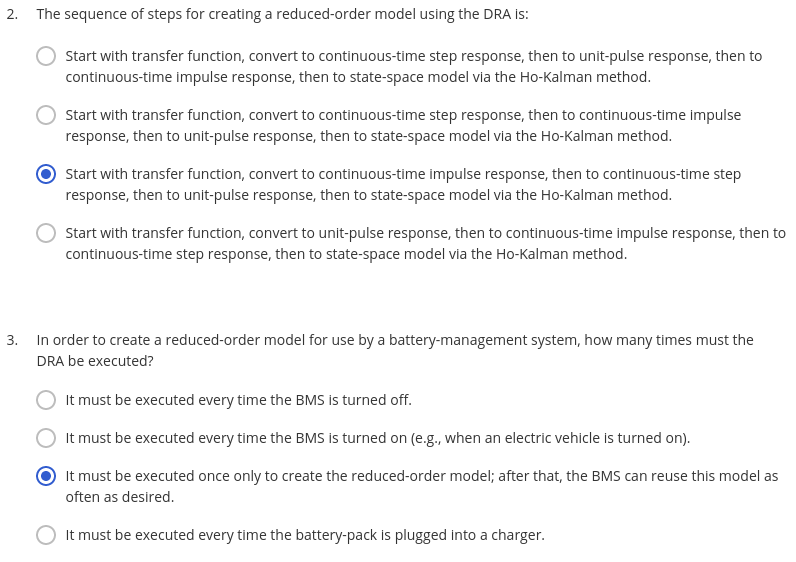 2. The sequence of steps for creating a reduced-order model using the DRA is:
Start with transfer function, convert to continuous-time step response, then to unit-pulse response, then to
continuous-time impulse response, then to state-space model via the Ho-Kalman method.
Start with transfer function, convert to continuous-time step response, then to continuous-time impulse
response, then to unit-pulse response, then to state-space model via the Ho-Kalman method.
Start with transfer function, convert to continuous-time impulse response, then to continuous-time step
response, then to unit-pulse response, then to state-space model via the Ho-Kalman method.
Start with transfer function, convert to unit-pulse response, then to continuous-time impulse response, then to
continuous-time step response, then to state-space model via the Ho-Kalman method.
3. In order to create a reduced-order model for use by a battery-management system, how many times must the
DRA be executed?
It must be executed every time the BMS is turned off.
It must be executed every time the BMS is turned on (e.g., when an electric vehicle is turned on).
It must be executed once only to create the reduced-order model; after that, the BMS can reuse this model as
often as desired.
It must be executed every time the battery-pack is plugged into a charger.